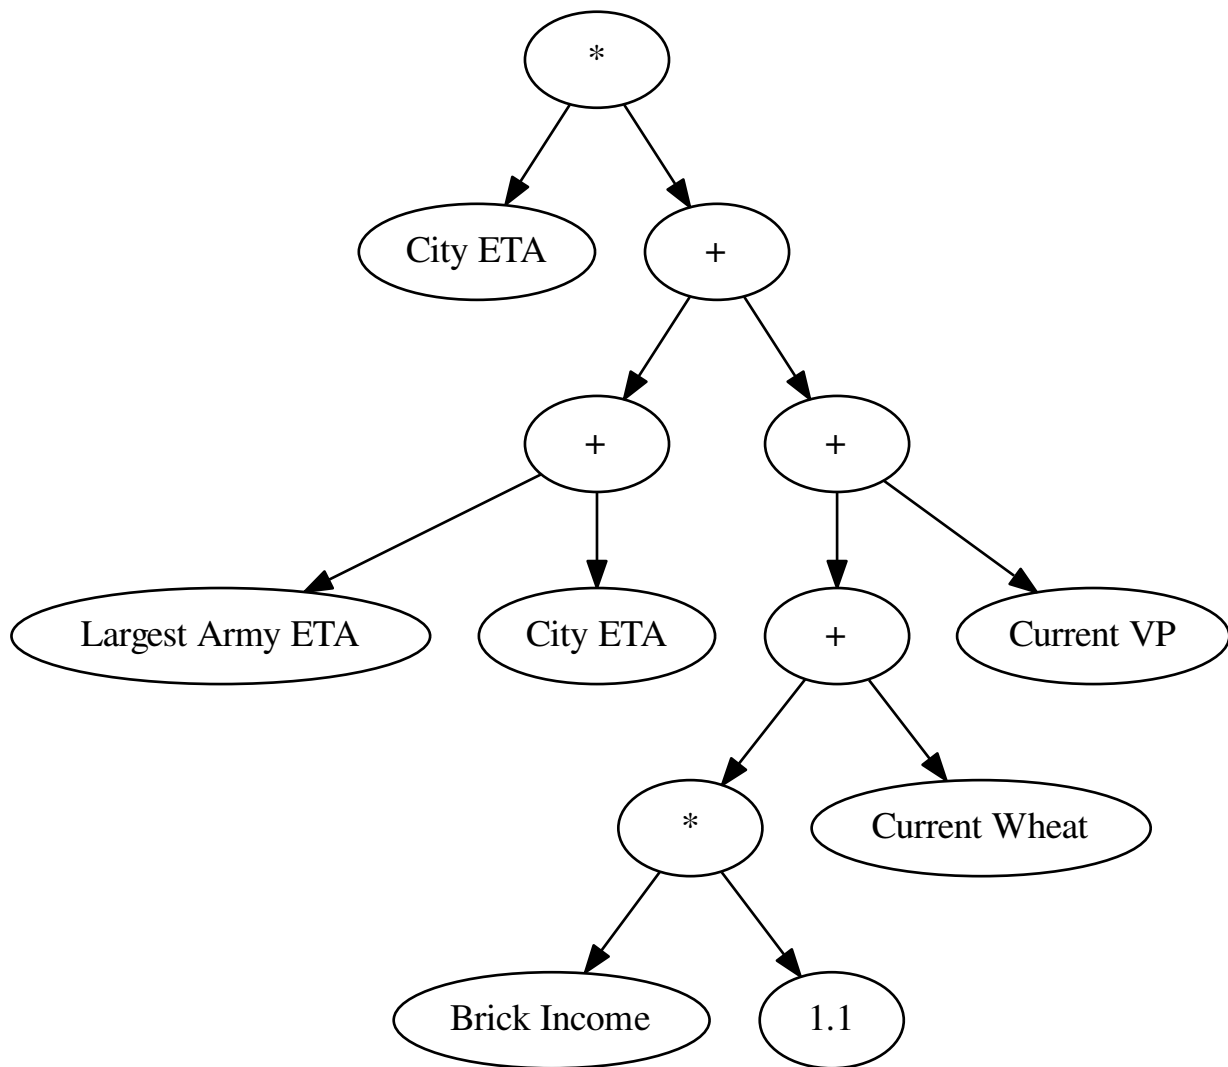 *
City ETA
+
+
+
Largest Army ETA
City ETA
+
Current VP
*
Current Wheat
Brick Income
1.1